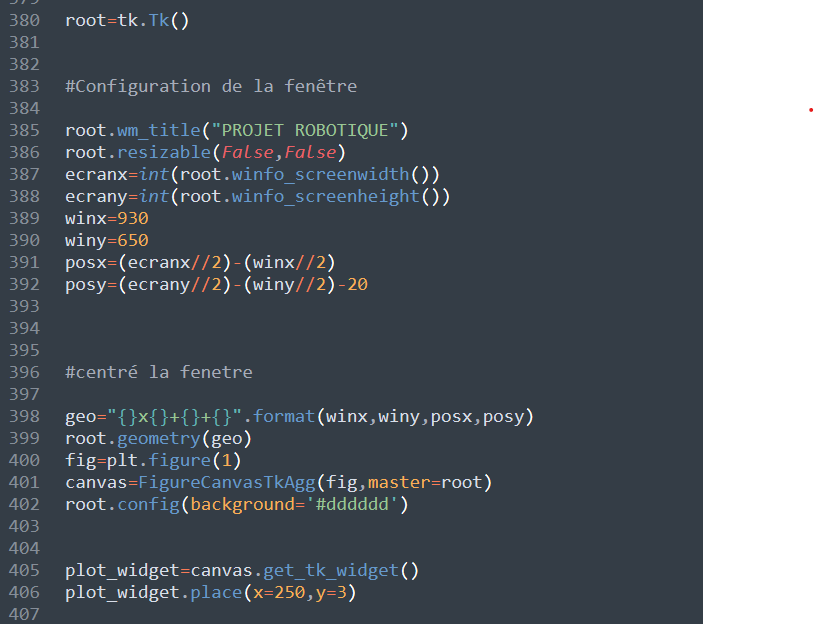 380 root=tk.Tk()
381
382
383 #Configuration de la fenêtre
384
385 root.wm_title("PROJET ROBOTIQUE")
386 root.resizable(False,False)
387 ecranx=int(root.winfo_screenwidth())
388 ecrany=int(root.winfo_screenheight())
389 winx=930
390 winy=650
391 posx=(ecranx//2)-(winx//2)
392 posy=(ecrany//2)-(winy//2)-20
393
394
395
396 #centré la fenetre
397
398 geo="{}x{}+{}+{}".format(winx,winy,posx,posy)
399 root.geometry(geo)
400 fig=plt.figure(1)
401 canvas=FigureCanvasTkAgg(fig,master=root)
402 root.config(background='#dddddd')
403
404
405 plot_widget=canvas.get_tk_widget()
406 plot_widget.place(x=250,y=3)
407